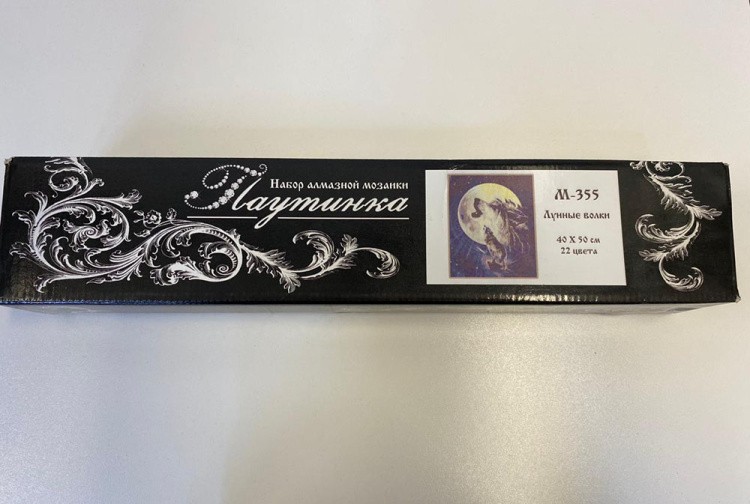 Набор алмазной мозаики
Паутинка
М-355
Лунные волки
40 X 50 см
22 цвета